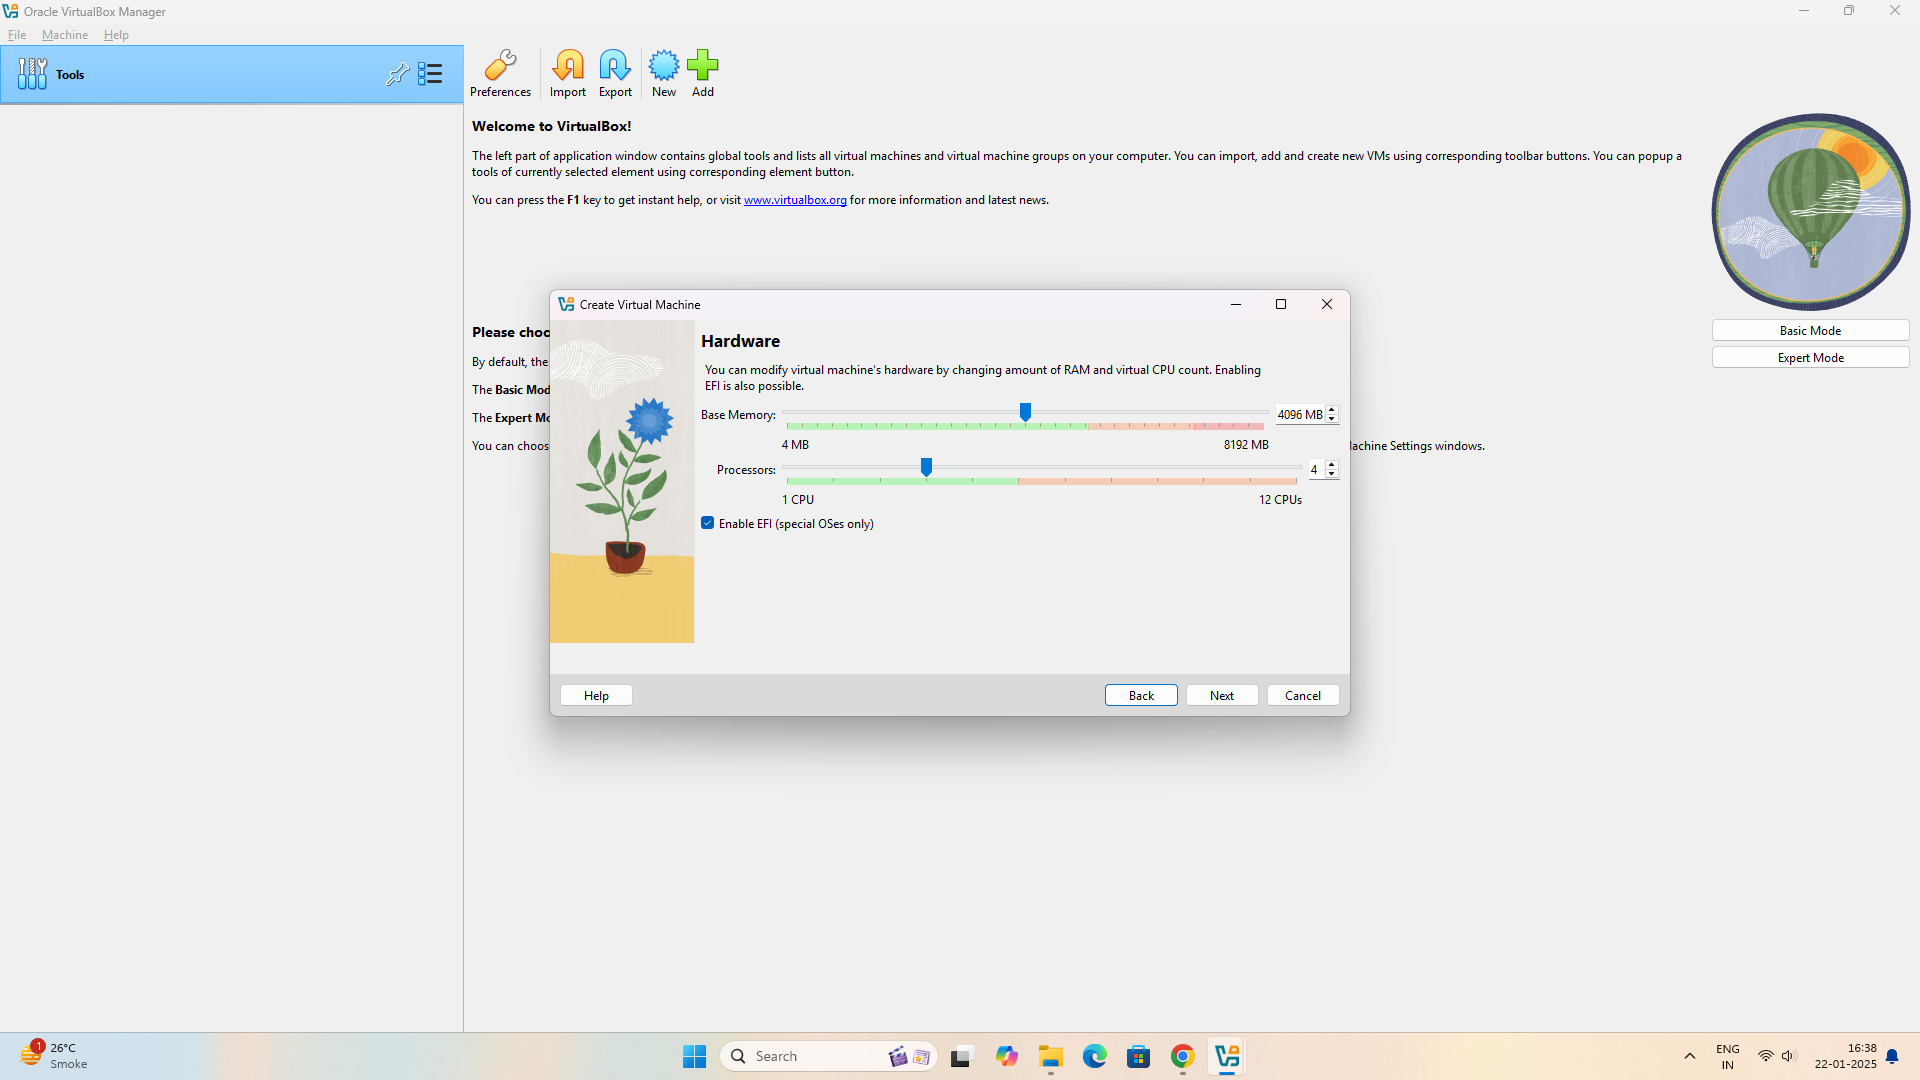 Oracle VirtualBox Manager
File Machine Help
Tools
Preferences Import Export New Add
Welcome to VirtualBox!
The left part of application window contains global tools and lists all virtual machines and virtual machine groups on your computer. You can import, add and create new VMs using corresponding toolbar buttons. You can popup a
tools of currently selected element using corresponding element button.
You can press the F1 key to get instant help, or visit www.virtualbox.org for more information and latest news.
Basic Mode
Expert Mode
Please choo
By default, the
The Basic Mod
The Expert Mo
You can choos
achine Settings windows.
Create Virtual Machine
Hardware
You can modify virtual machine's hardware by changing amount of RAM and virtual CPU count. Enabling
EFI is also possible.
Base Memory: 4096 MB
4 MB 8192 MB
Processors: 4
1 CPU 12 CPUs
Enable EFI (special OSes only)
Help Back Next Cancel
1
26°C
Smoke
Search
ENG
IN
16:38
22-01-2025